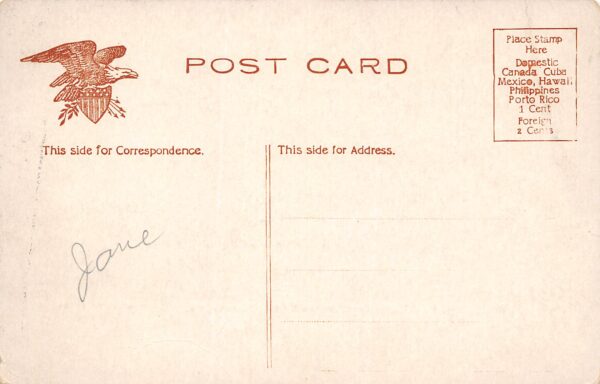 POST CARD
Place Stamp
Here
Domestic
Canada Cuba
Mexico, Hawaii
Philippines
Porto Rico
1 Cent
Foreign
2 Cents
This side for Correspondence.
This side for Address.
Jane